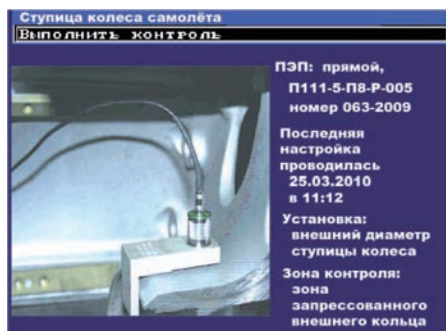 Ступица колеса самолёта
Выполнить контроль
ПЭП: прямой,
П111-5-П8-Р-005
номер 063-2009
Последняя
настройка
проводилась
25.03.2010
в 11:12
Установка:
внешний диаметр
ступицы колеса
Зона контроля:
зона
запрессованного
внешнего кольца